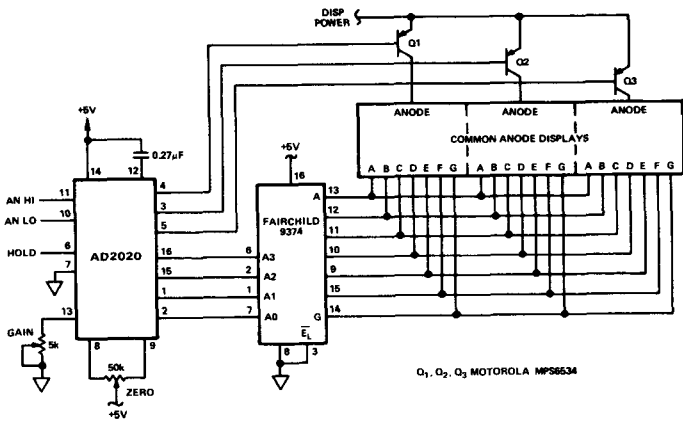 DISP
POWER
Q1
Q2
Q3
ANODE ANODE ANODE
COMMON ANODE DISPLAYS
A B C D E F G A B C D E F G A B C D E F G
+5V
0.27µF
14 12
AN HI 11
AN LO 10
HOLD 6
7
13
GAIN
5k
8 9
50k
ZERO
+5V
AD2020
4
3
5
16
15
1
2
+5V
16
FAIRCHILD
9374
6 A3
2 A2
1 A1
7 A0
E̅L
8 3
A 13
12
11
10
9
15
G 14
Q1, Q2, Q3 MOTOROLA MPS6534